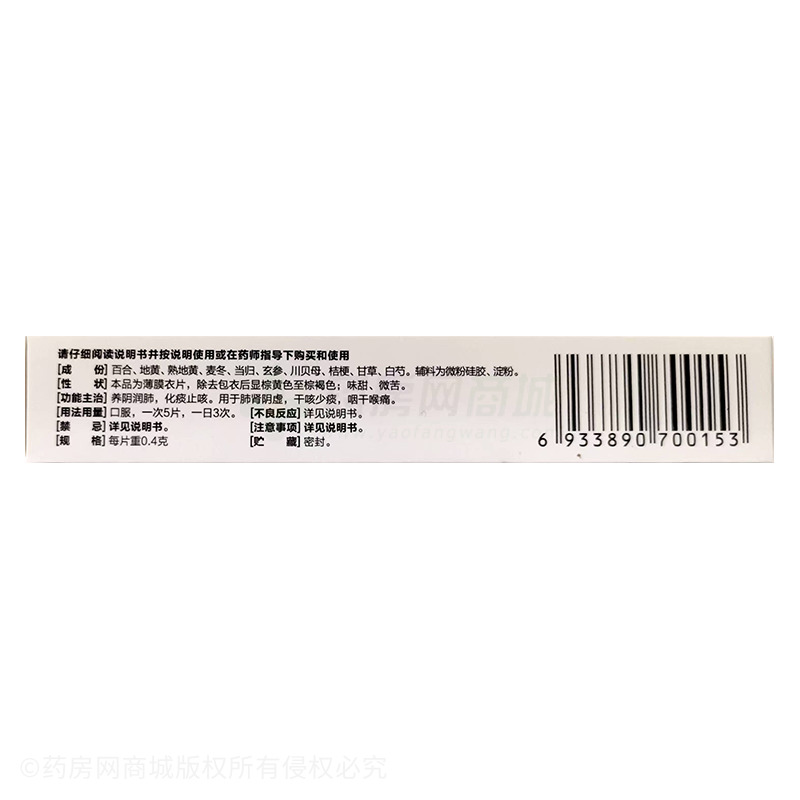 请仔细阅读说明书并按说明使用或在药师指导下购买和使用
[成 份] 百合、地黄、熟地黄、麦冬、当归、玄参、川贝母、桔梗、甘草、白芍。辅料为微粉硅胶、淀粉。
[性 状] 本品为薄膜衣片，除去包衣后显棕黄色至棕褐色；味甜、微苦。
[功能主治] 养阴润肺，化痰止咳。用于肺肾阴虚，干咳少痰，咽干喉痛。
[用法用量] 口服，一次5片，一日3次。 [不良反应] 详见说明书。
[禁 忌] 详见说明书。 [注意事项] 详见说明书。
[规 格] 每片重0.4克 [贮 藏] 密封。
6 933890 700153
房网商城
www.yaofangwang.com
©药房网商城版权所有侵权必究